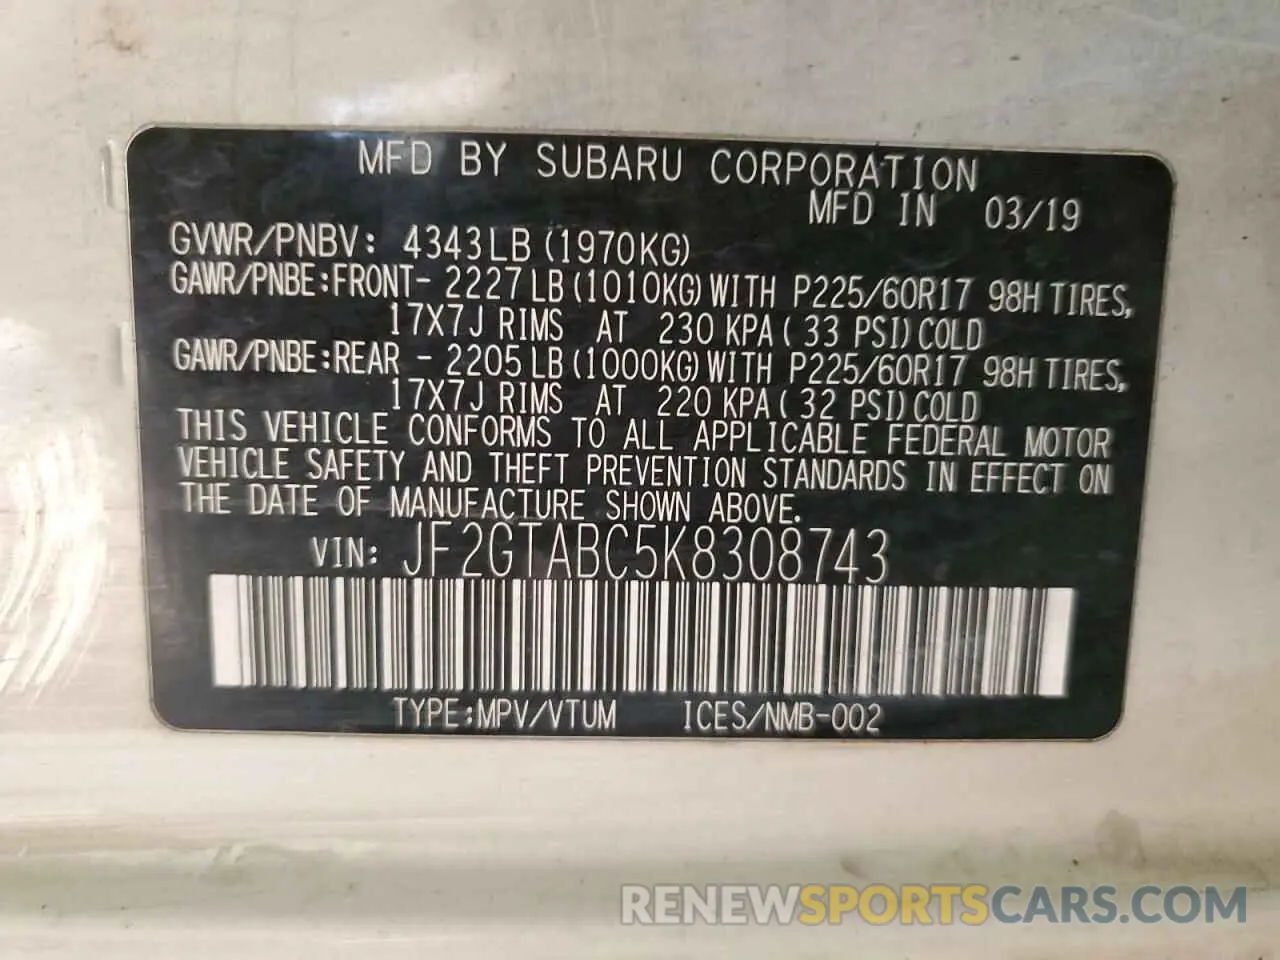 MFD BY SUBARU CORPORATION
MFD IN 03/19
GVWR/PNBV: 4343LB (1970KG)
GAWR/PNBE:FRONT- 2227 LB (1010KG) WITH P225/60R17 98H TIRES,
17X7J RIMS AT 230 KPA ( 33 PSI) COLD
GAWR/PNBE:REAR - 2205 LB (1000KG) WITH P225/60R17 98H TIRES,
17X7J RIMS AT 220 KPA ( 32 PSI) COLD
THIS VEHICLE CONFORMS TO ALL APPLICABLE FEDERAL MOTOR
VEHICLE SAFETY AND THEFT PREVENTION STANDARDS IN EFFECT ON
THE DATE OF MANUFACTURE SHOWN ABOVE.
VIN: JF2GTABC5K8308743
TYPE:MPV/VTUM ICES/NMB-002
RENEWSPORTSCARS.COM